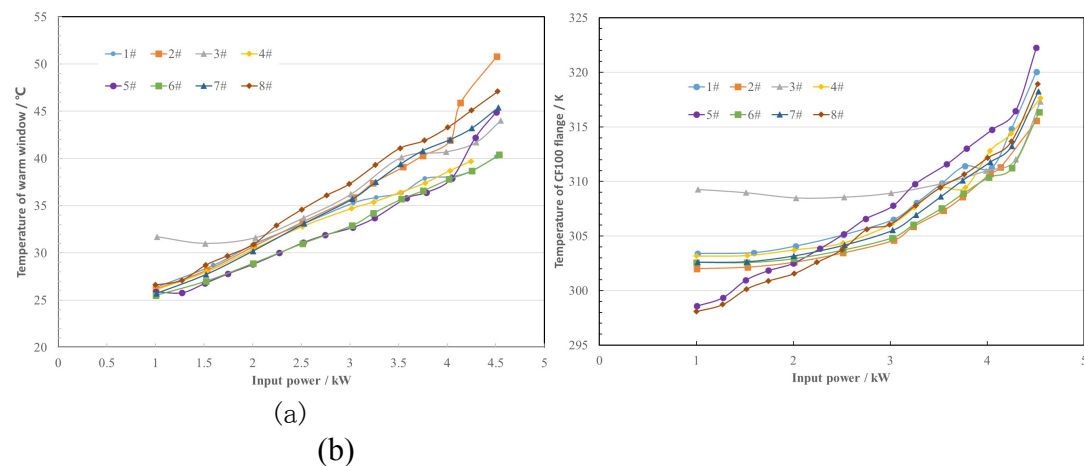 (a)
55
50
45
40
35
30
25
20
Temperature of warm window / ℃
1# 2# 3# 4#
5# 6# 7# 8#
0 0.5 1 1.5 2 2.5 3 3.5 4 4.5 5
Input power / kW
325
320
315
310
305
300
295
Temperature of CF100 flange / K
1# 2# 3# 4#
5# 6# 7# 8#
0 1 2 3 4 5
Input power / kW
(a)
(b)